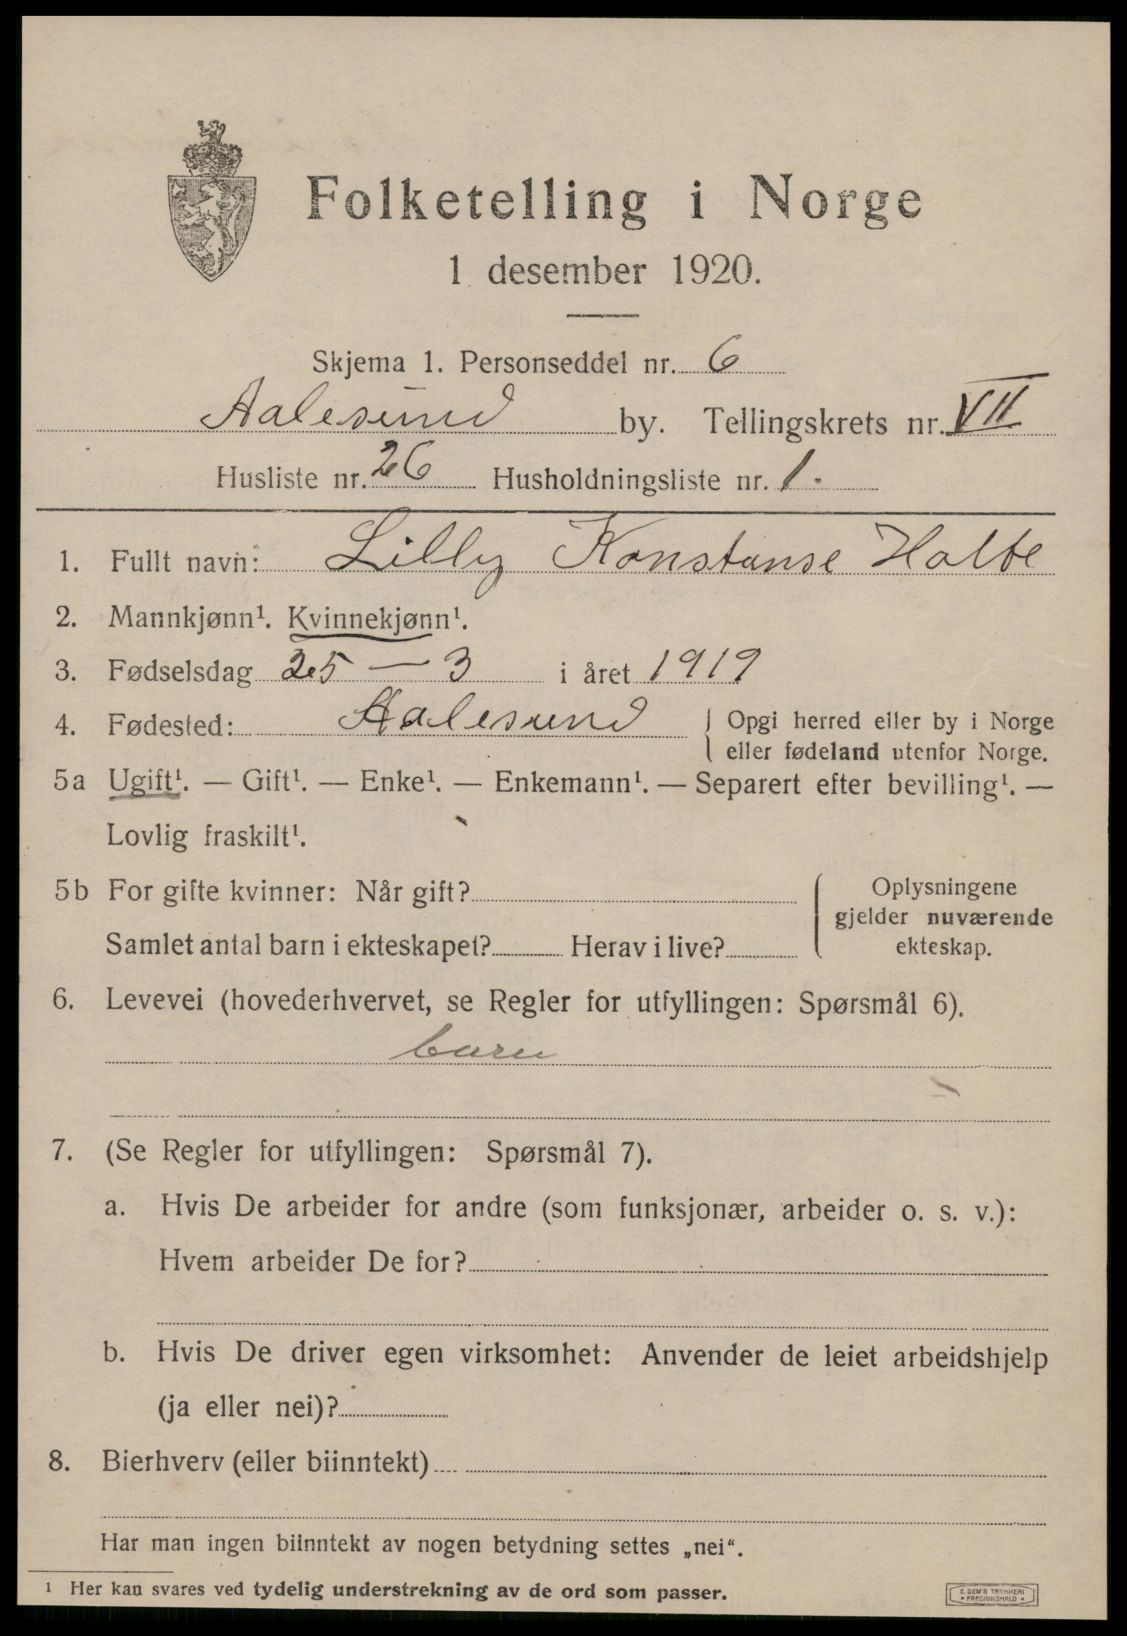 Folketelling i Norge
1 desember 1920.
Skjema 1. Personseddel nr. 6
Aalesund by. Tellingskrets nr. VII
Husliste nr. 26 Husholdningsliste nr. 1.
1. Fullt navn: Lilly Konstanse Holte
2. Mannkjønn¹. Kvinnekjønn¹.
3. Fødselsdag 25 — 3 i året 1919
4. Fødested: Aalesund { Opgi herred eller by i Norge
eller fødeland utenfor Norge.
5a Ugift¹. — Gift¹. — Enke¹. — Enkemann¹. — Separert efter bevilling¹. —
Lovlig fraskilt¹.
5b For gifte kvinner: Når gift?
Samlet antal barn i ekteskapet? Herav i live?
Oplysningene
gjelder nuværende
ekteskap.
6. Levevei (hovederhvervet, se Regler for utfyllingen: Spørsmål 6).
barn
7. (Se Regler for utfyllingen: Spørsmål 7).
a. Hvis De arbeider for andre (som funksjonær, arbeider o. s. v.):
Hvem arbeider De for?
b. Hvis De driver egen virksomhet: Anvender de leiet arbeidshjelp
(ja eller nei)?
8. Bierhverv (eller biinntekt)
Har man ingen biinntekt av nogen betydning settes „nei“.
¹ Her kan svares ved tydelig understrekning av de ord som passer.
E. SEM'S TRYKKERI
• FREDRIKSHALD •